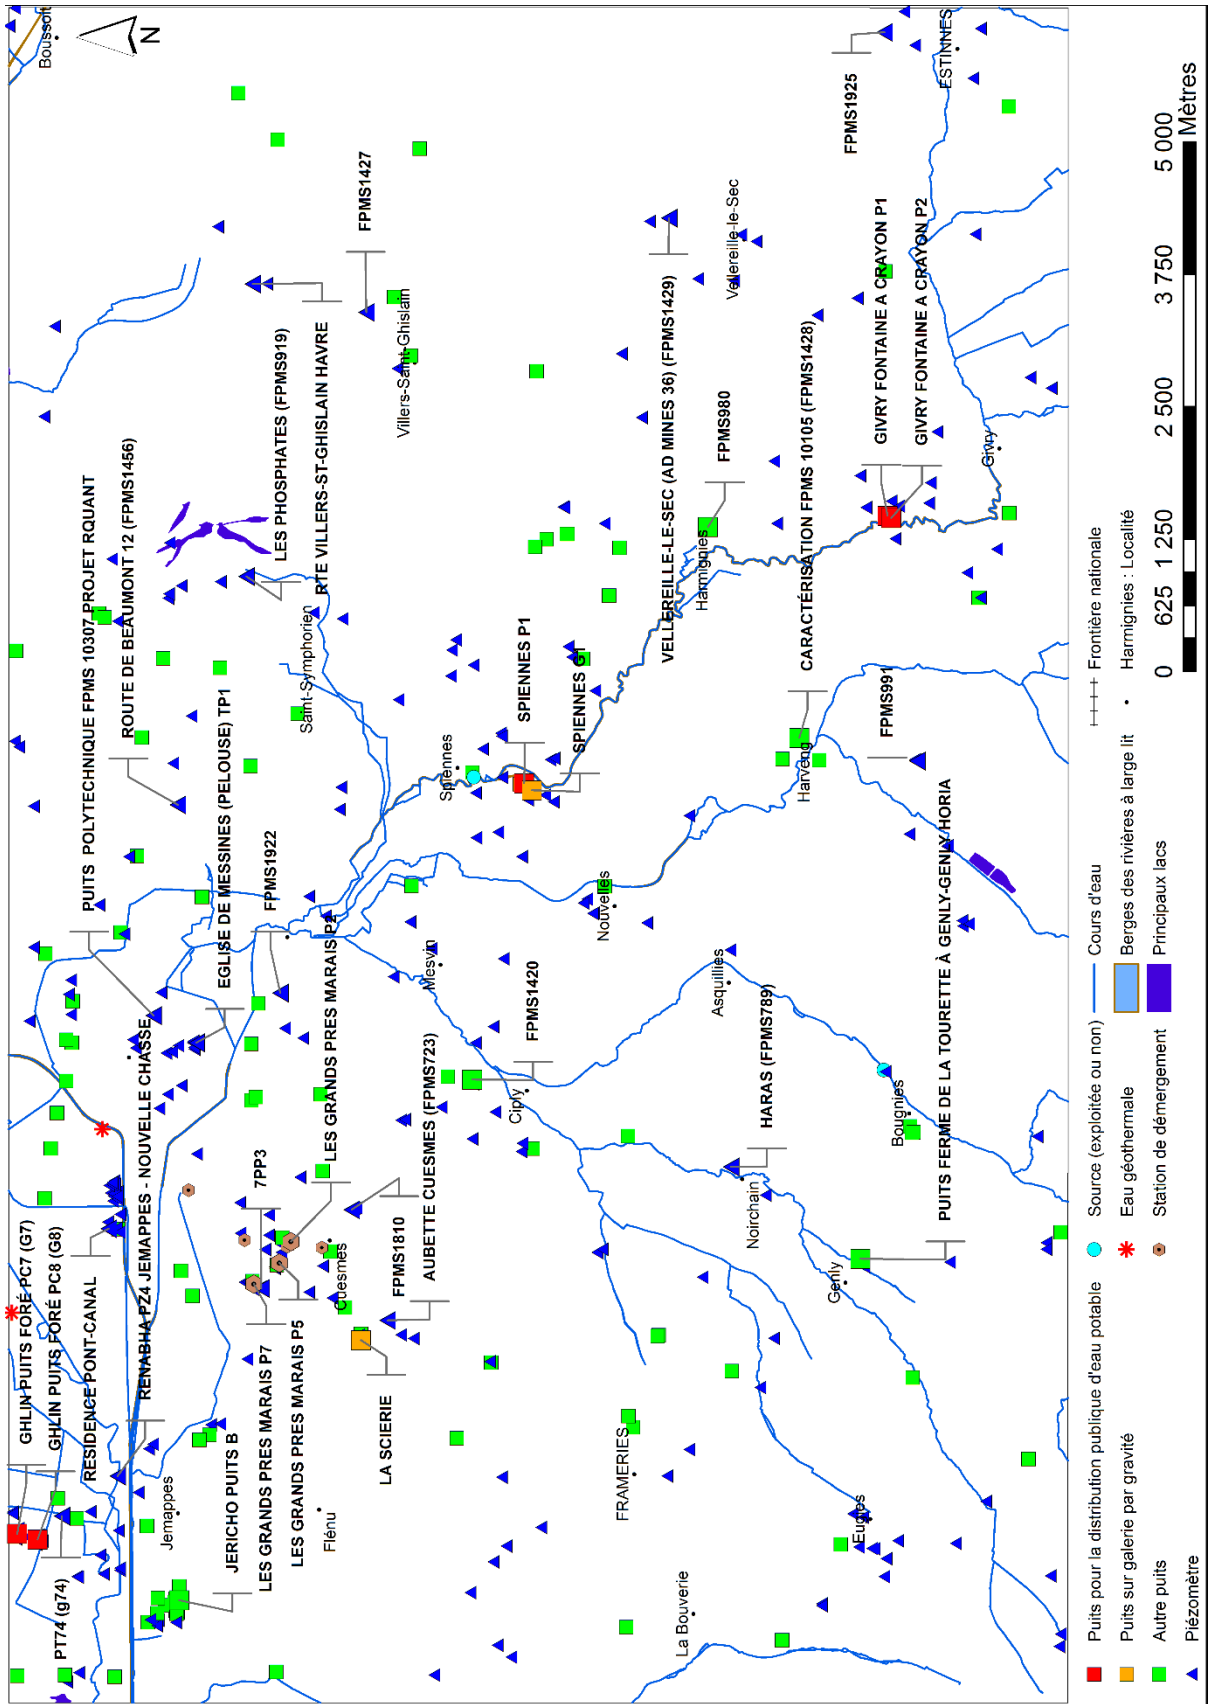 Boussoit
N
GHLIN PUITS FORÉ PC7 (G7)
GHLIN PUITS FORÉ PC8 (G8)
RESIDENCE PONT-CANAL
PT74 (g74)
RENABHA PZ4 JEMAPPES - NOUVELLE CHASSE
PUITS POLYTECHNIQUE FPMS 10307 PROJET RQUANT
ROUTE DE BEAUMONT 12 (FPMS1456)
Jemappes
EGLISE DE MESSINES (PELOUSE) TP1
JERICHO PUITS B
FPMS1922
7PP3
LES GRANDS PRES MARAIS P7
LES PHOSPHATES (FPMS919)
LES GRANDS PRES MARAIS P5
RTE VILLERS-ST-GHISLAIN HAVRE
Saint-Symphorien
LES GRANDS PRES MARAIS P2
Flénu
Cuesmes
FPMS1427
LA SCIERIE
FPMS1810
Villers-Saint-Ghislain
AUBETTE CUESMES (FPMS723)
Mesvin
Spiennes
SPIENNES P1
FPMS1420
Ciply
SPIENNES G1
Nouvelles
FRAMERIES
VELLEREILLE-LE-SEC (AD MINES 36) (FPMS1429)
La Bouverie
Harmignies
FPMS980
Asquillies
Vellereille-le-Sec
HARAS (FPMS789)
Noirchain
CARACTÉRISATION FPMS 10105 (FPMS1428)
Harveng
Genly
FPMS1925
Eugies
GIVRY FONTAINE A CRAYON P1
FPMS991
Bougnies
GIVRY FONTAINE A CRAYON P2
PUITS FERME DE LA TOURETTE À GENLY-GENLY HORIA
ESTINNES
Givry
Puits pour la distribution publique d'eau potable
Puits sur galerie par gravité
Autre puits
Piézomètre
Source (exploitée ou non)
Eau géothermale
Station de démergement
Cours d'eau
Berges des rivières à large lit
Principaux lacs
Frontière nationale
Harmignies : Localité
0 625 1 250 2 500 3 750 5 000
Mètres